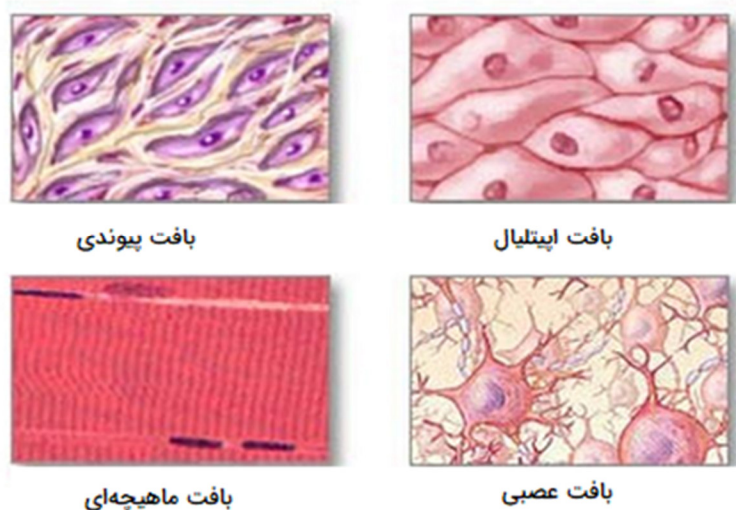 بافت اپیتلیال
بافت پیوندی
بافت عصبی
بافت ماهیچه‌ای